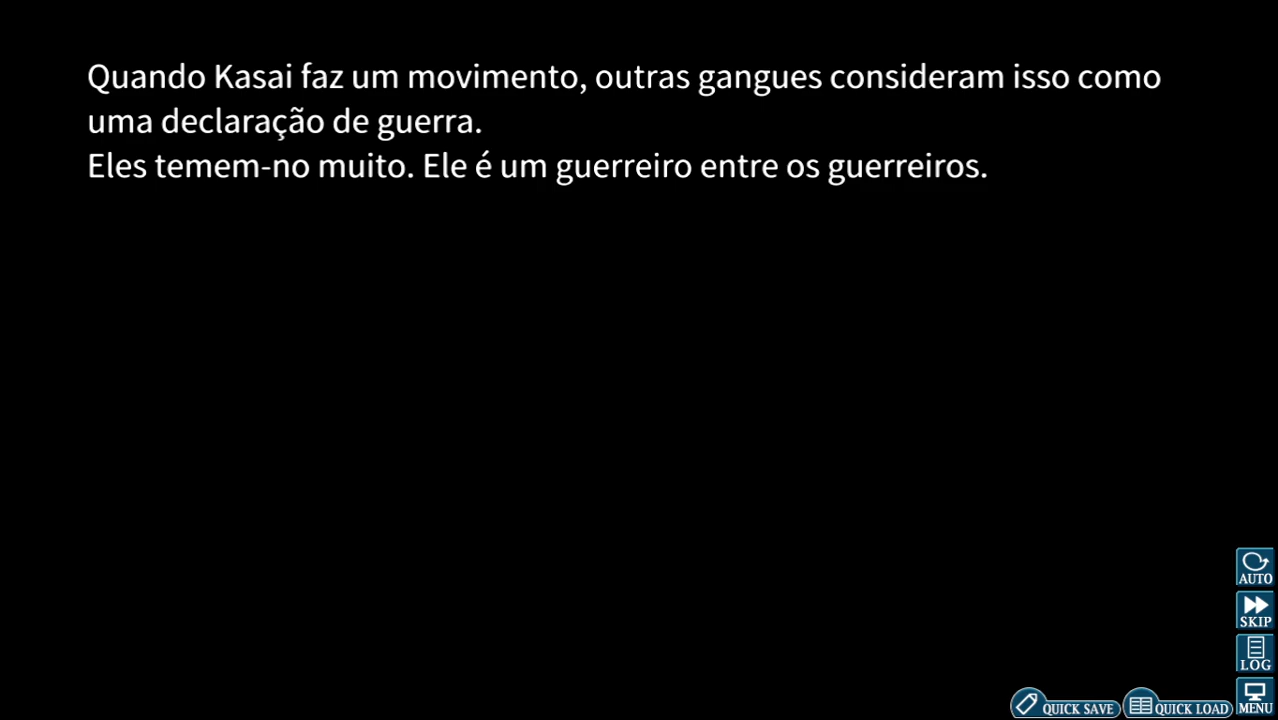 Quando Kasai faz um movimento, outras gangues consideram isso como
uma declaração de guerra.
Eles temem-no muito. Ele é um guerreiro entre os guerreiros.
AUTO
SKIP
LOG
QUICK SAVE
QUICK LOAD
MENU